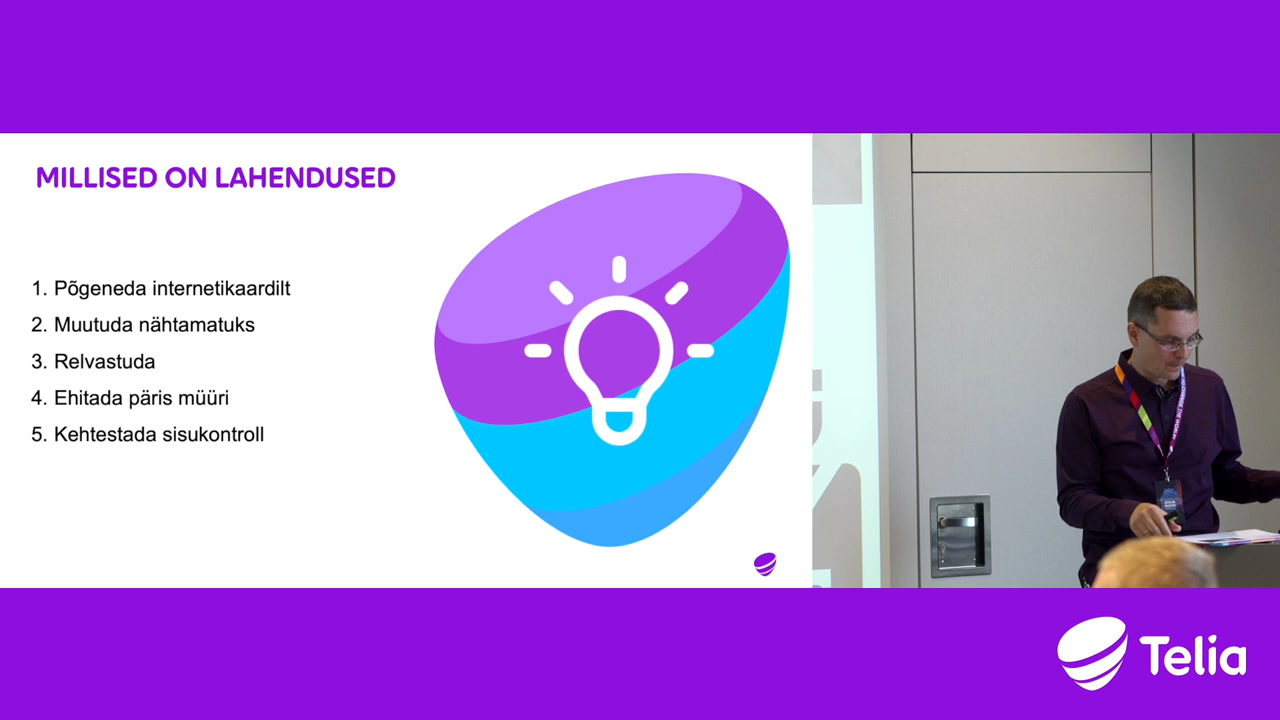 MILLISED ON LAHENDUSED
1. Põgeneda internetikaardilt
2. Muutuda nähtamatuks
3. Relvastuda
4. Ehitada päris müüri
5. Kehtestada sisukontroll
Telia